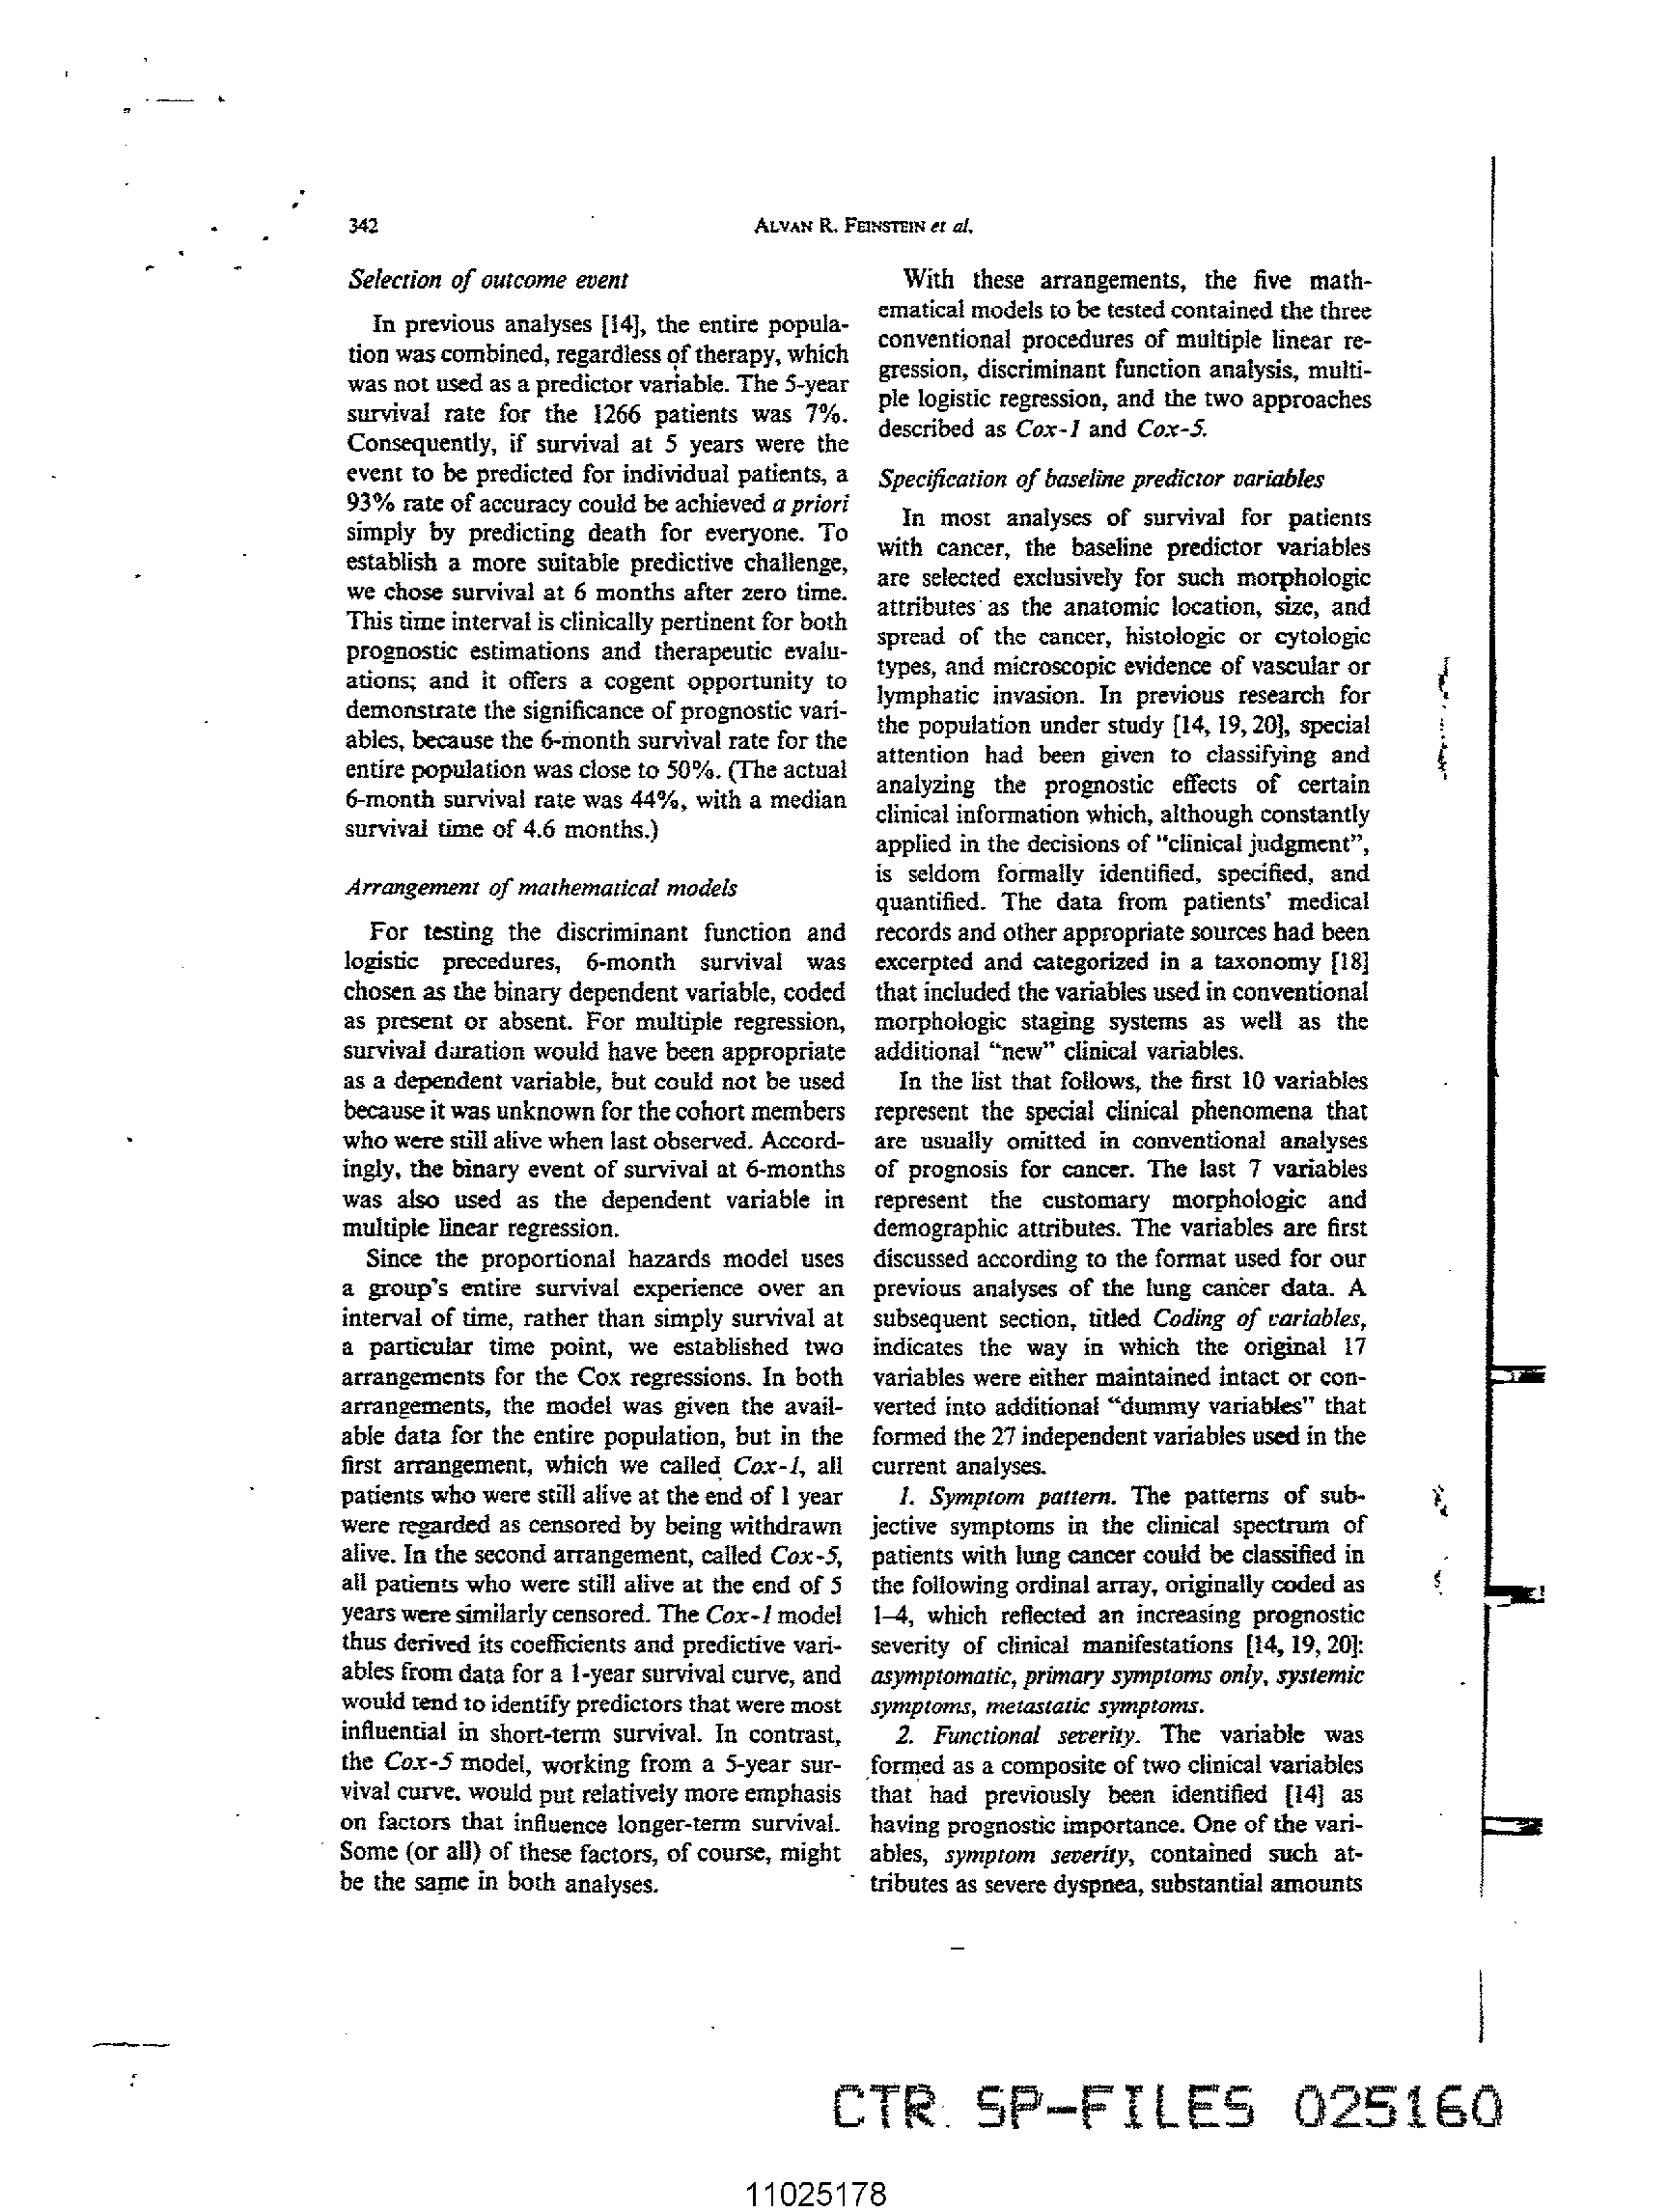 342
ALVAN R. FEINSTEIN et al.
Selection of outcome event
In previous analyses [14], the entire popula-
tion was combined, regardless of therapy, which
was not used as a predictor variable. The 5-year
survival rate for the 1266 patients was 7%.
Consequently, if survival at 5 years were the
event to be predicted for individual patients, a
93% rate of accuracy could be achieved a priori
simply by predicting death for everyone. To
establish a more suitable predictive challenge,
we chose survival at 6 months after zero time.
This time interval is clinically pertinent for both
prognostic estimations and therapeutic evalu-
ations; and it offers a cogent opportunity to
demonstrate the significance of prognostic vari-
ables, because the 6-month survival rate for the
entire population was close to 50%. (The actual
6-month survival rate was 44%, with a median
survival time of 4.6 months.)
Arrangement of mathematical models
For testing the discriminant function and
logistic precedures, 6-month survival was
chosen as the binary dependent variable, coded
as present or absent. For multiple regression,
survival duration would have been appropriate
as a dependent variable, but could not be used
because it was unknown for the cohort members
who were still alive when last observed. Accord-
ingly, the binary event of survival at 6-months
was also used as the dependent variable in
multiple linear regression.
Since the proportional hazards model uses
a group's entire survival experience over an
interval of time, rather than simply survival at
a particular time point, we established two
arrangements for the Cox regressions. In both
arrangements, the model was given the avail-
able data for the entire population, but in the
first arrangement, which we called Cox-1, all
patients who were still alive at the end of 1 year
were regarded as censored by being withdrawn
alive. In the second arrangement, called Cox-5,
all patients who were still alive at the end of 5
years were similarly censored. The Cox-1 model
thus derived its coefficients and predictive vari-
ables from data for a 1-year survival curve, and
would tend to identify predictors that were most
influential in short-term survival. In contrast,
the Cox-5 model, working from a 5-year sur-
vival curve, would put relatively more emphasis
on factors that influence longer-term survival.
Some (or all) of these factors, of course, might
be the same in both analyses.
With these arrangements, the five math-
ematical models to be tested contained the three
conventional procedures of multiple linear re-
gression, discriminant function analysis, multi-
ple logistic regression, and the two approaches
described as Cox-1 and Cox-5.
Specification of baseline predictor variables
In most analyses of survival for patients
with cancer, the baseline predictor variables
are selected exclusively for such morphologic
attributes as the anatomic location, size, and
spread of the cancer, histologic or cytologic
types, and microscopic evidence of vascular or
lymphatic invasion. In previous research for
the population under study [14, 19, 20], special
attention had been given to classifying and
analyzing the prognostic effects of certain
clinical information which, although constantly
applied in the decisions of "clinical judgment",
is seldom formally identified, specified, and
quantified. The data from patients' medical
records and other appropriate sources had been
excerpted and categorized in a taxonomy [18]
that included the variables used in conventional
morphologic staging systems as well as the
additional "new" clinical variables.
In the list that follows, the first 10 variables
represent the special clinical phenomena that
are usually omitted in conventional analyses
of prognosis for cancer. The last 7 variables
represent the customary morphologic and
demographic attributes. The variables are first
discussed according to the format used for our
previous analyses of the lung cancer data. A
subsequent section, titled Coding of variables,
indicates the way in which the original 17
variables were either maintained intact or con-
verted into additional "dummy variables" that
formed the 27 independent variables used in the
current analyses.
1. Symptom pattern. The patterns of sub-
jective symptoms in the clinical spectrum of
patients with lung cancer could be classified in
the following ordinal array, originally coded as
1–4, which reflected an increasing prognostic
severity of clinical manifestations [14, 19, 20]:
asymptomatic, primary symptoms only, systemic
symptoms, metastatic symptoms.
2. Functional severity. The variable was
formed as a composite of two clinical variables
that had previously been identified [14] as
having prognostic importance. One of the vari-
ables, symptom severity, contained such at-
tributes as severe dyspnea, substantial amounts
CTR SP-FILES 025160
11025178